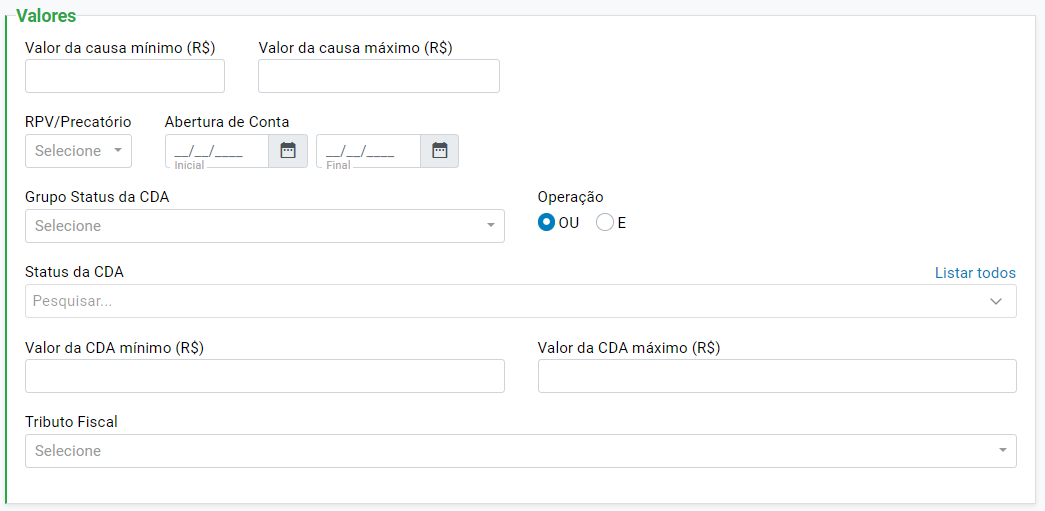 Valores
Valor da causa mínimo (R$) Valor da causa máximo (R$)
RPV/Precatório Abertura de Conta
Selecione __/__/____ __/__/____
Inicial Final
Grupo Status da CDA Operação
Selecione OU E
Status da CDA Listar todos
Pesquisar...
Valor da CDA mínimo (R$) Valor da CDA máximo (R$)
Tributo Fiscal
Selecione